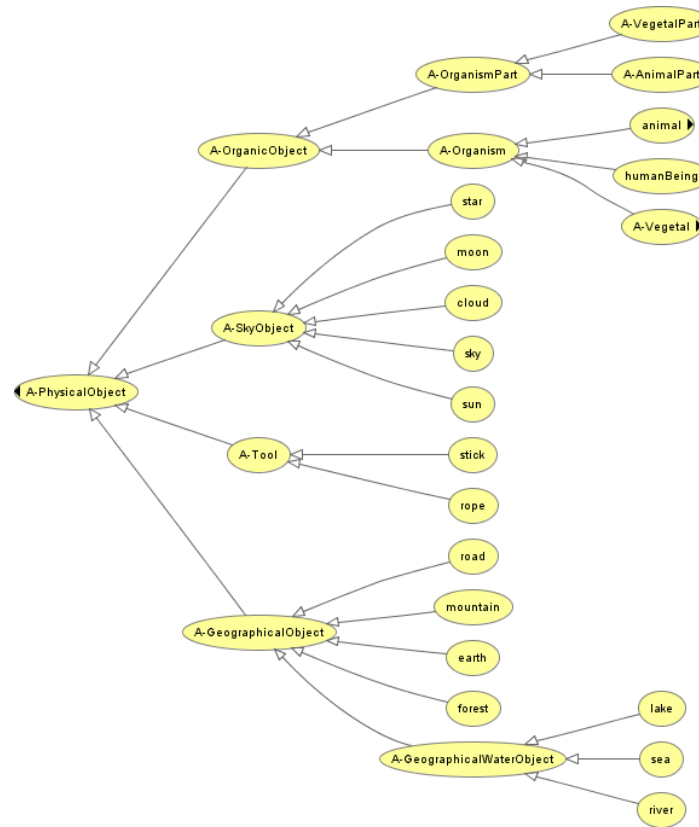 A-VegetalPart
A-OrganismPart
A-AnimalPart
animal
A-OrganicObject
A-Organism
humanBeing
star
A-Vegetal
moon
cloud
A-SkyObject
sky
A-PhysicalObject
sun
A-Tool
stick
rope
road
mountain
A-GeographicalObject
earth
forest
lake
A-GeographicalWaterObject
sea
river